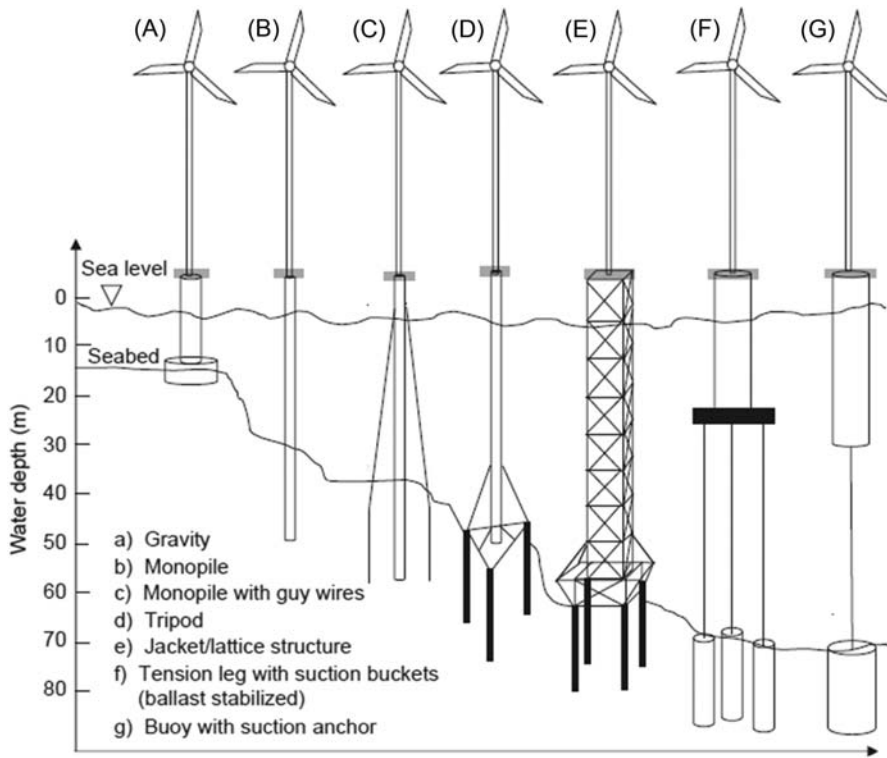 (A) (B) (C) (D) (E) (F) (G)
Sea level
0
10
Seabed
20
30
40
50
60
70
80
Water depth (m)
a) Gravity
b) Monopile
c) Monopile with guy wires
d) Tripod
e) Jacket/lattice structure
f) Tension leg with suction buckets
(ballast stabilized)
g) Buoy with suction anchor